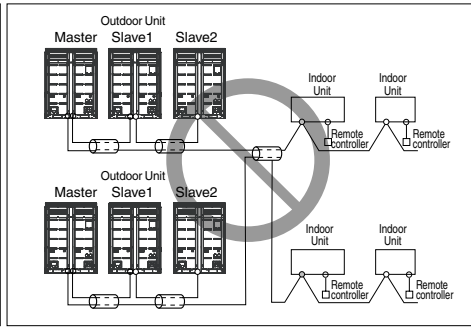 Outdoor Unit
Master Slave1 Slave2
Indoor
Unit
Indoor
Unit
Remote
controller
Remote
controller
Outdoor Unit
Master Slave1 Slave2
Indoor
Unit
Indoor
Unit
Remote
controller
Remote
controller